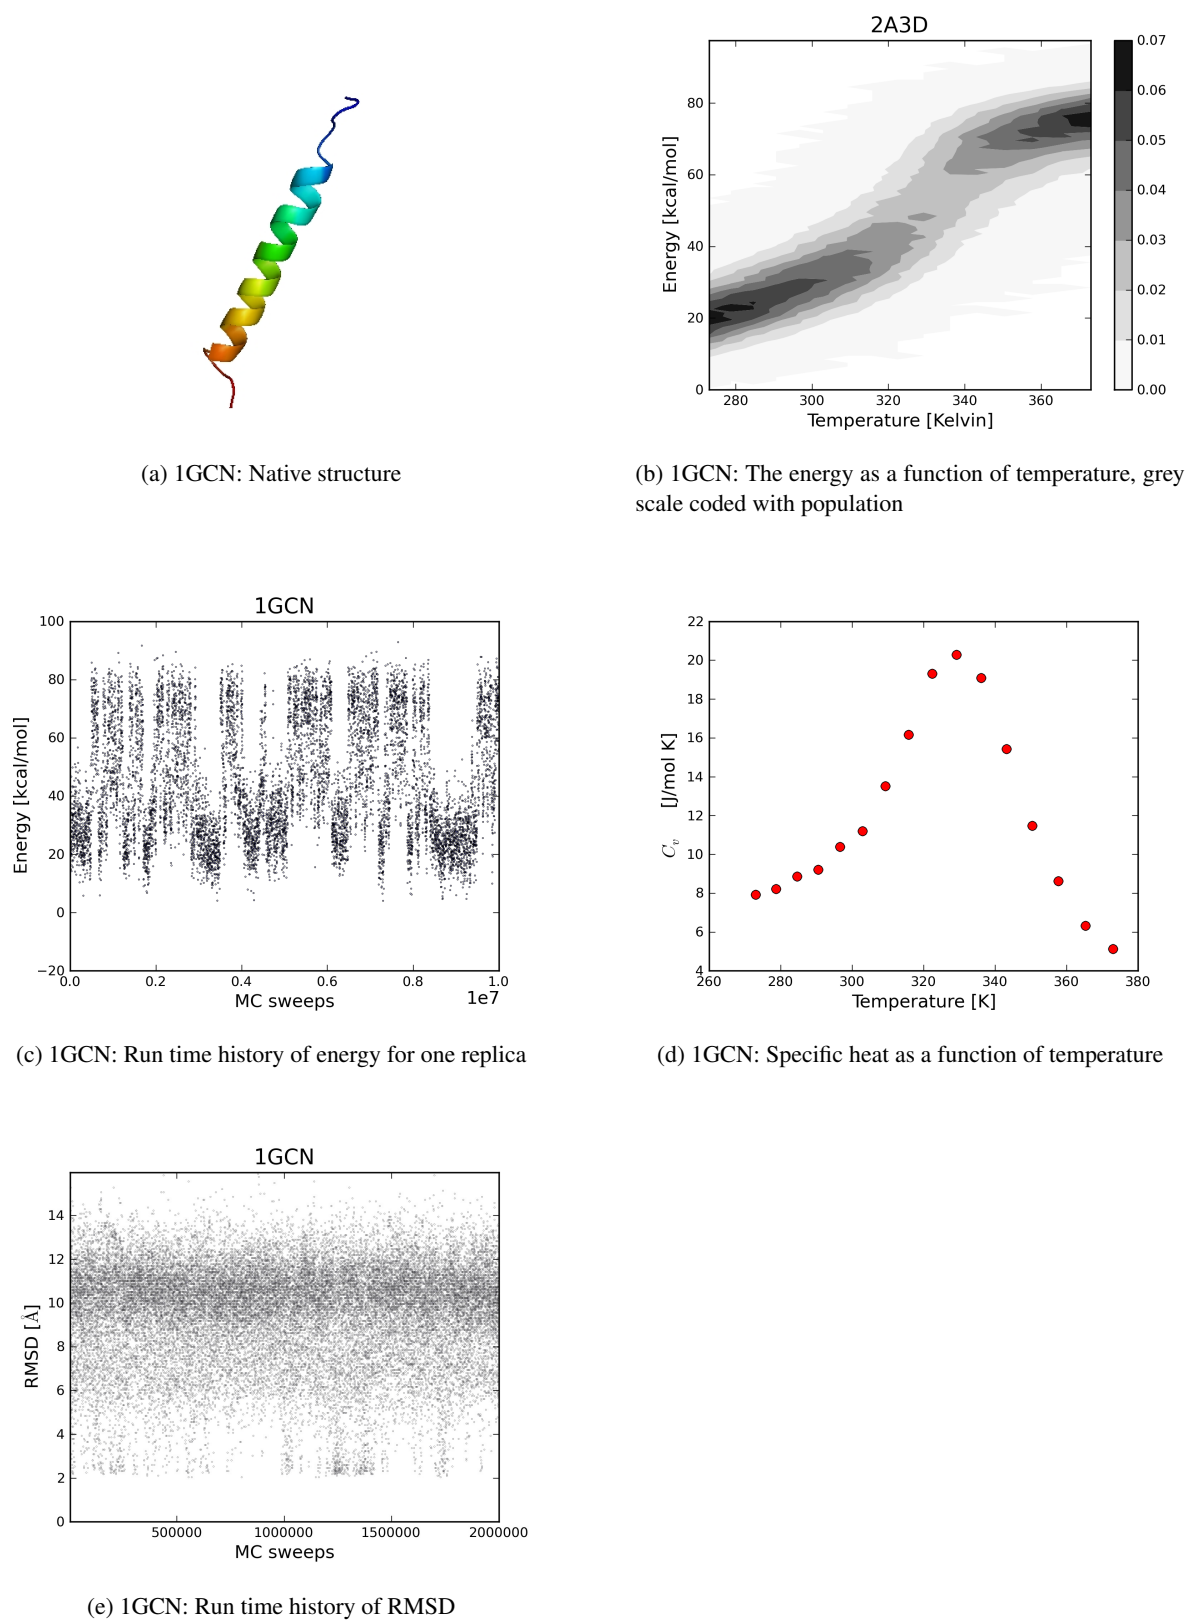 2A3D
0.07
0.06
0.05
0.04
0.03
0.02
0.01
0.00
80
60
40
20
0
Energy [kcal/mol]
280 300 320 340 360
Temperature [Kelvin]
(a) 1GCN: Native structure
(b) 1GCN: The energy as a function of temperature, grey
scale coded with population
1GCN
100
80
60
40
20
0
−20
Energy [kcal/mol]
0.0 0.2 0.4 0.6 0.8 1.0
1e7
MC sweeps
22
20
18
16
14
12
10
8
6
4
C_v [J/mol K]
260 280 300 320 340 360 380
Temperature [K]
(c) 1GCN: Run time history of energy for one replica
(d) 1GCN: Specific heat as a function of temperature
1GCN
14
12
10
8
6
4
2
0
RMSD [Å]
500000 1000000 1500000 2000000
MC sweeps
(e) 1GCN: Run time history of RMSD